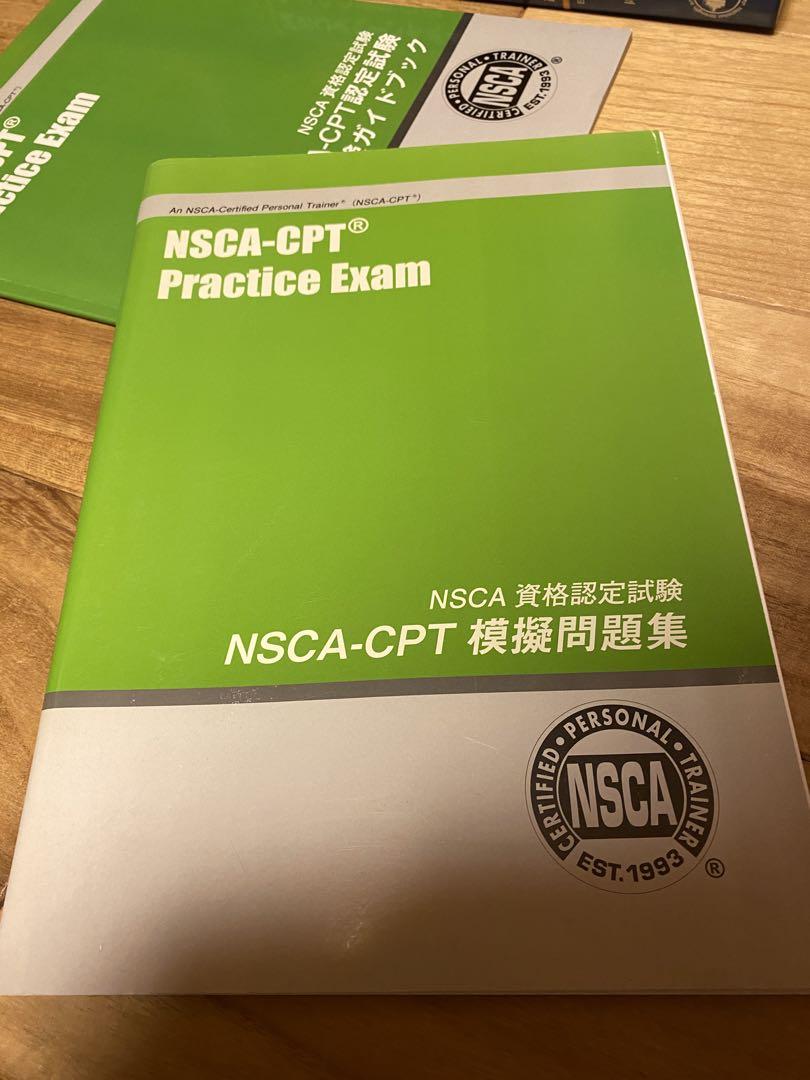 An NSCA-Certified Personal Trainer® (NSCA-CPT®)
NSCA-CPT®
Practice Exam
NSCA 資格認定試験
NSCA-CPT 模擬問題集
CERTIFIED • PERSONAL • TRAINER
NSCA
EST.1993
®
Exam
NSCA 資格認定試験
-CPT認定試験
ガイドブック
CERTIFIED • PERSONAL • TRAINER
NSCA
EST.1993
®